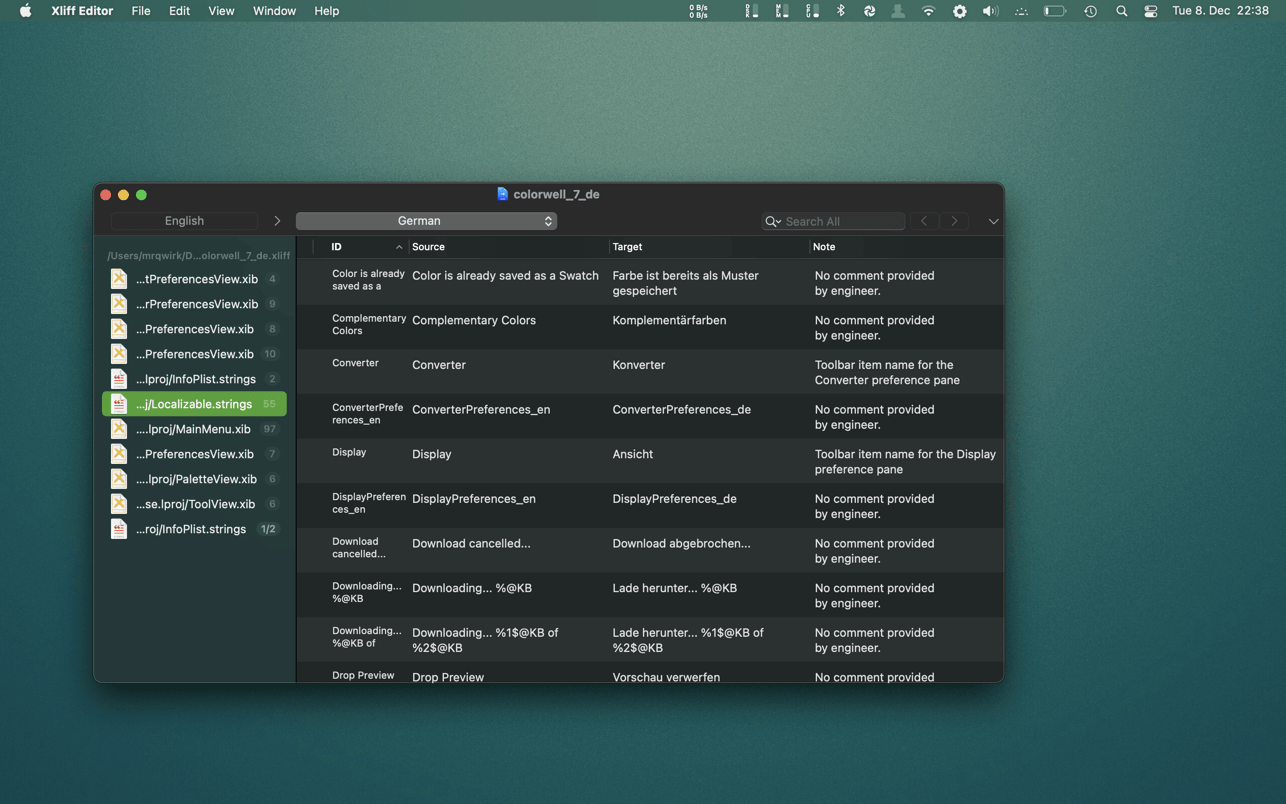 Xliff Editor File Edit View Window Help
0 B/s
0 B/s
Tue 8. Dec 22:38
colorwell_7_de
English
German
Search All
/Users/mrqwirk/D...olorwell_7_de.xliff
...tPreferencesView.xib 4
...rPreferencesView.xib 9
...PreferencesView.xib 8
...PreferencesView.xib 10
...lproj/InfoPlist.strings 2
...j/Localizable.strings 55
....lproj/MainMenu.xib 97
...PreferencesView.xib 7
....lproj/PaletteView.xib 6
...se.lproj/ToolView.xib 6
...roj/InfoPlist.strings 1/2
ID Source Target Note
Color is already
saved as a
Color is already saved as a Swatch
Farbe ist bereits als Muster
gespeichert
No comment provided
by engineer.
Complementary
Colors
Complementary Colors
Komplementärfarben
No comment provided
by engineer.
Converter
Converter
Konverter
Toolbar item name for the
Converter preference pane
ConverterPrefe
rences_en
ConverterPreferences_en
ConverterPreferences_de
No comment provided
by engineer.
Display
Display
Ansicht
Toolbar item name for the Display
preference pane
DisplayPreferen
ces_en
DisplayPreferences_en
DisplayPreferences_de
No comment provided
by engineer.
Download
cancelled...
Download cancelled...
Download abgebrochen...
No comment provided
by engineer.
Downloading...
%@KB
Downloading... %@KB
Lade herunter... %@KB
No comment provided
by engineer.
Downloading...
%@KB of
Downloading... %1$@KB of
%2$@KB
Lade herunter... %1$@KB of
%2$@KB
No comment provided
by engineer.
Drop Preview
Drop Preview
Vorschau verwerfen
No comment provided